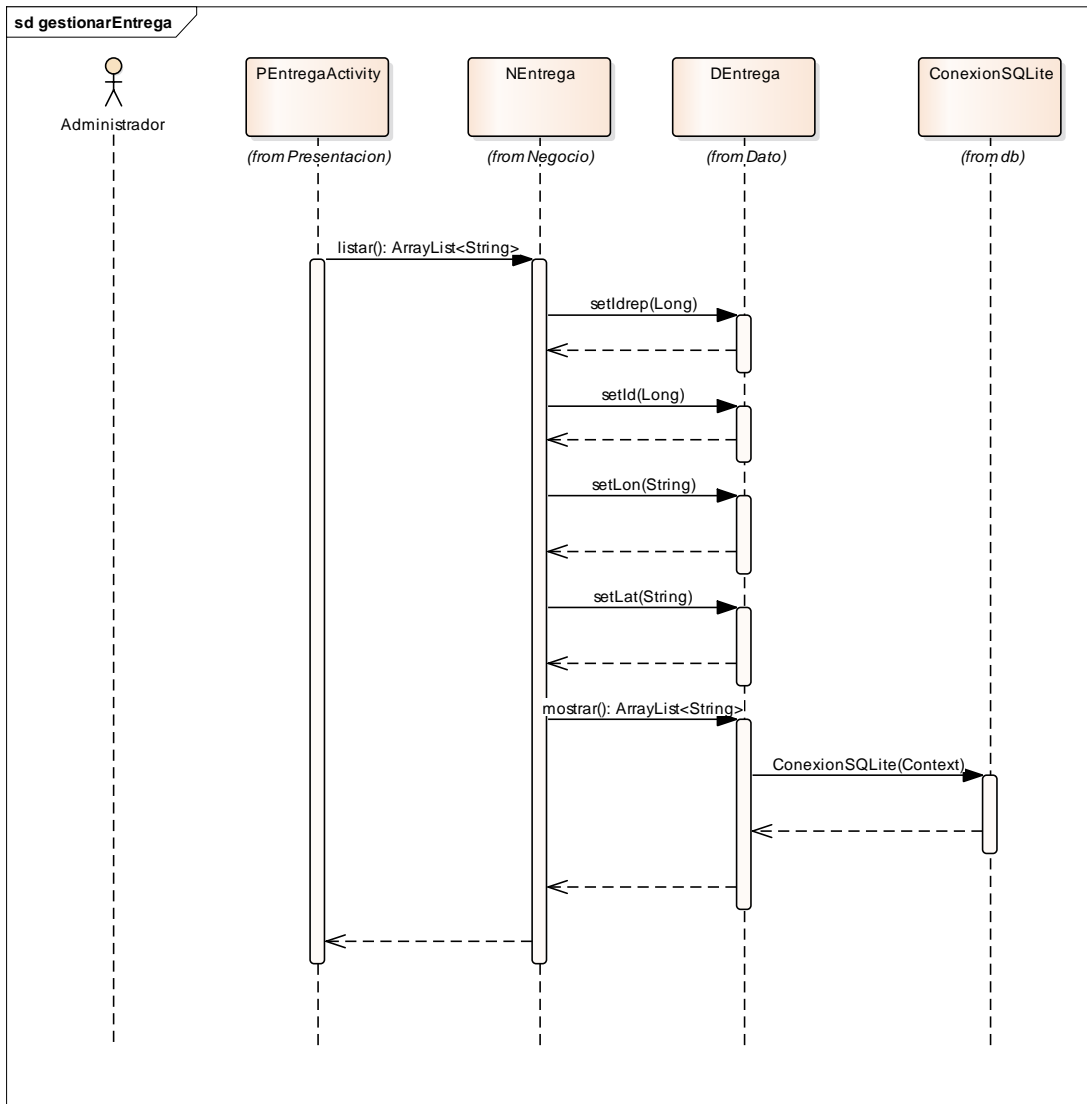 sd gestionarEntrega
Administrador
PEntregaActivity
NEntrega
DEntrega
ConexionSQLite
(from Presentacion)
(from Negocio)
(from Dato)
(from db)
listar(): ArrayList<String>
setIdrep(Long)
setId(Long)
setLon(String)
setLat(String)
mostrar(): ArrayList<String>
ConexionSQLite(Context)